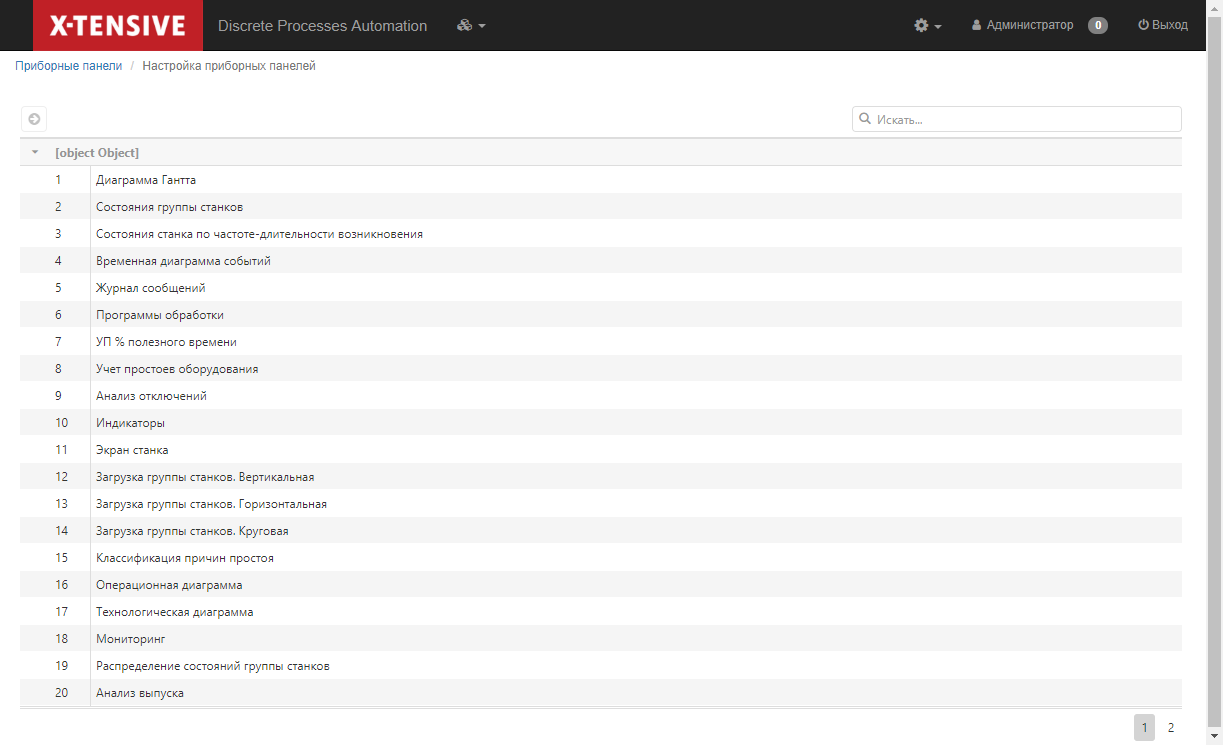 X-TENSIVE Discrete Processes Automation Администратор 0 Выход
Приборные панели / Настройка приборных панелей
Искать...
[object Object]
1 Диаграмма Гантта
2 Состояния группы станков
3 Состояния станка по частоте-длительности возникновения
4 Временная диаграмма событий
5 Журнал сообщений
6 Программы обработки
7 УП % полезного времени
8 Учет простоев оборудования
9 Анализ отключений
10 Индикаторы
11 Экран станка
12 Загрузка группы станков. Вертикальная
13 Загрузка группы станков. Горизонтальная
14 Загрузка группы станков. Круговая
15 Классификация причин простоя
16 Операционная диаграмма
17 Технологическая диаграмма
18 Мониторинг
19 Распределение состояний группы станков
20 Анализ выпуска
1 2